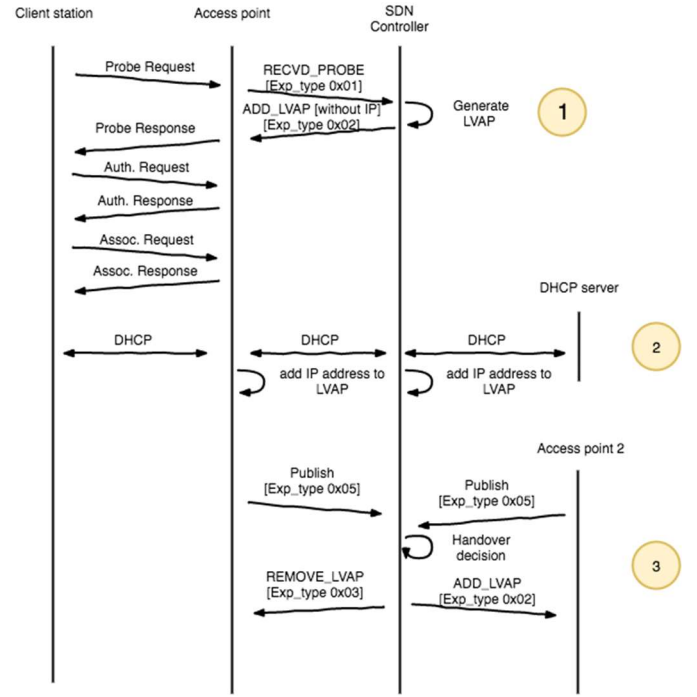 Client station
Access point
SDN
Controller
Probe Request
RECVD_PROBE
[Exp_type 0x01]
Generate
LVAP
1
ADD_LVAP [without IP]
[Exp_type 0x02]
Probe Response
Auth. Request
Auth. Response
Assoc. Request
Assoc. Response
DHCP server
DHCP
DHCP
DHCP
2
add IP address to
LVAP
add IP address to
LVAP
Access point 2
Publish
[Exp_type 0x05]
Publish
[Exp_type 0x05]
Handover
decision
3
REMOVE_LVAP
[Exp_type 0x03]
ADD_LVAP
[Exp_type 0x02]